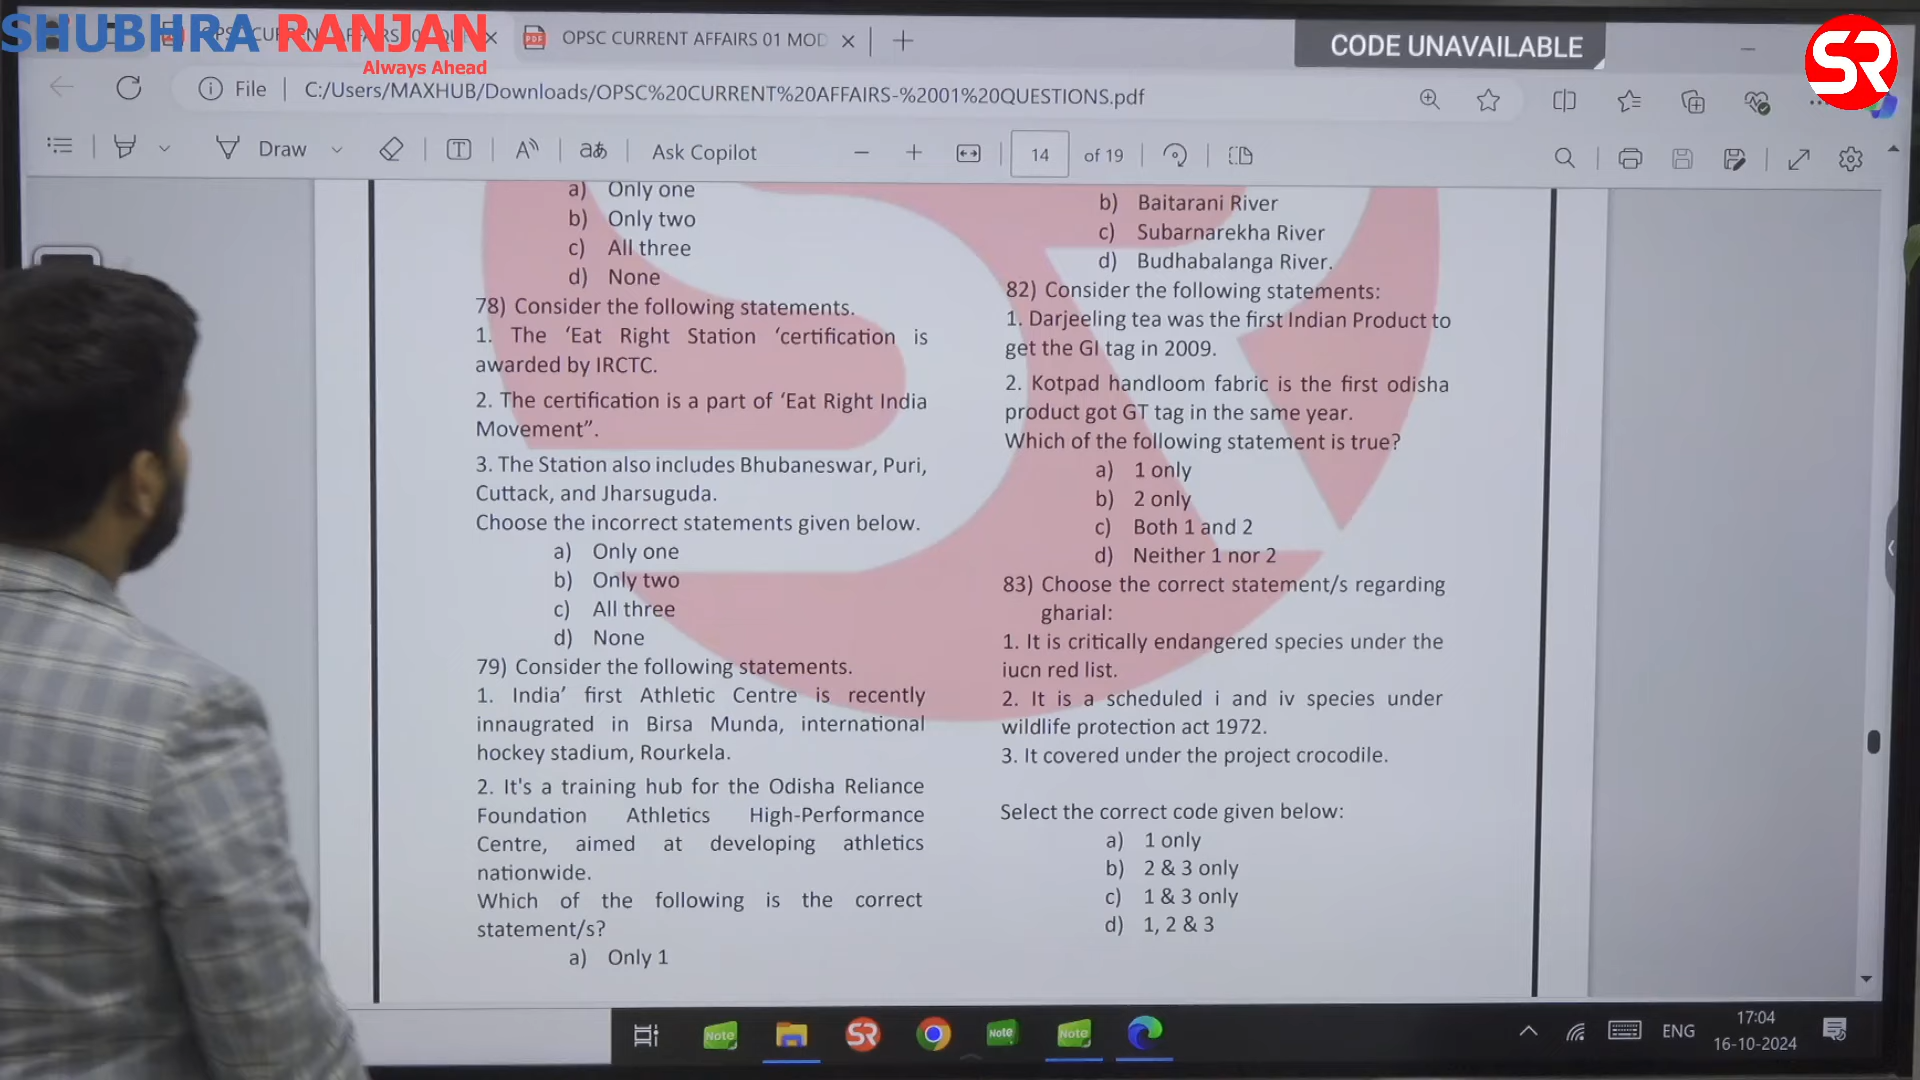 SHUBHRA RANJAN
Always Ahead
OPSC CURRENT AFFAIRS 01 MOD
CODE UNAVAILABLE
SR
File
C:/Users/MAXHUB/Downloads/OPSC%20CURRENT%20AFFAIRS-%2001%20QUESTIONS.pdf
Draw
Ask Copilot
14 of 19
a) Only one
b) Only two
c) All three
d) None
78) Consider the following statements.
1. The ‘Eat Right Station ‘certification is
awarded by IRCTC.
2. The certification is a part of ‘Eat Right India
Movement”.
3. The Station also includes Bhubaneswar, Puri,
Cuttack, and Jharsuguda.
Choose the incorrect statements given below.
a) Only one
b) Only two
c) All three
d) None
79) Consider the following statements.
1. India’ first Athletic Centre is recently
innaugrated in Birsa Munda, international
hockey stadium, Rourkela.
2. It's a training hub for the Odisha Reliance
Foundation Athletics High-Performance
Centre, aimed at developing athletics
nationwide.
Which of the following is the correct
statement/s?
a) Only 1
b) Baitarani River
c) Subarnarekha River
d) Budhabalanga River.
82) Consider the following statements:
1. Darjeeling tea was the first Indian Product to
get the GI tag in 2009.
2. Kotpad handloom fabric is the first odisha
product got GT tag in the same year.
Which of the following statement is true?
a) 1 only
b) 2 only
c) Both 1 and 2
d) Neither 1 nor 2
83) Choose the correct statement/s regarding
gharial:
1. It is critically endangered species under the
iucn red list.
2. It is a scheduled i and iv species under
wildlife protection act 1972.
3. It covered under the project crocodile.
Select the correct code given below:
a) 1 only
b) 2 & 3 only
c) 1 & 3 only
d) 1, 2 & 3
Note
SR
Note
Note
ENG
17:04
16-10-2024